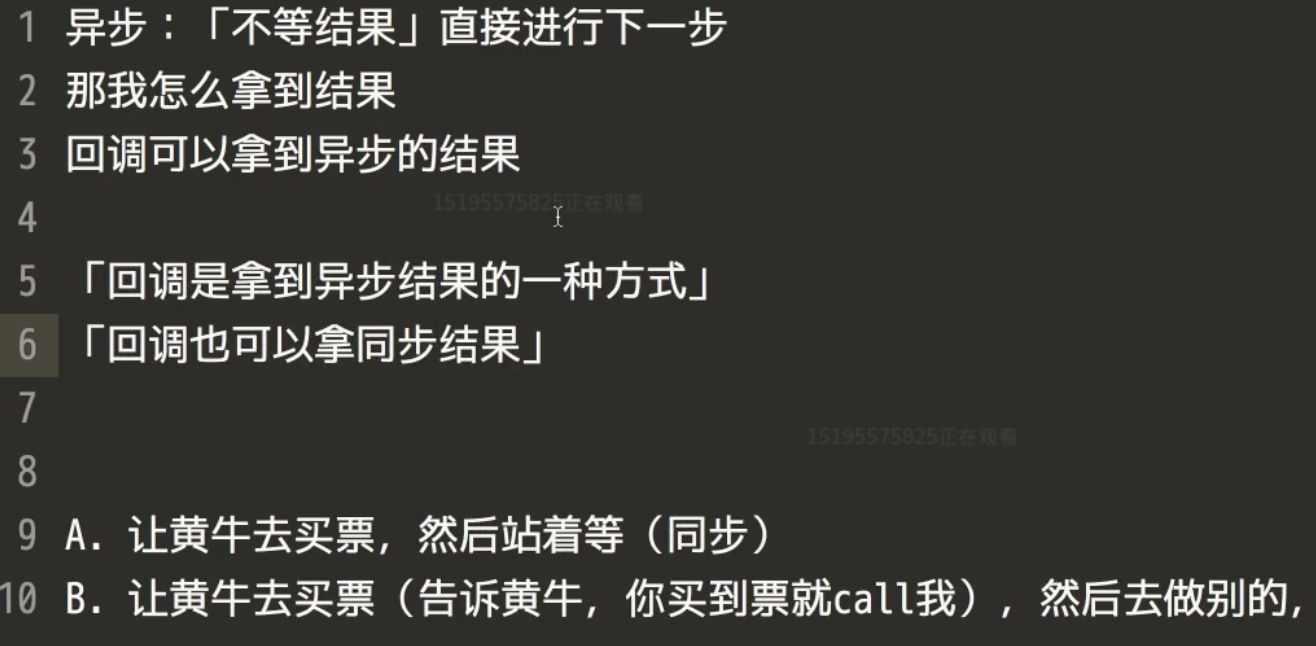 1 异步：「不等结果」直接进行下一步
2 那我怎么拿到结果
3 回调可以拿到异步的结果
4
15195575825正在观看
5 「回调是拿到异步结果的一种方式」
6 「回调也可以拿同步结果」
7
15195575825正在观看
8
9 A. 让黄牛去买票，然后站着等（同步）
10 B. 让黄牛去买票（告诉黄牛，你买到票就call我），然后去做别的，